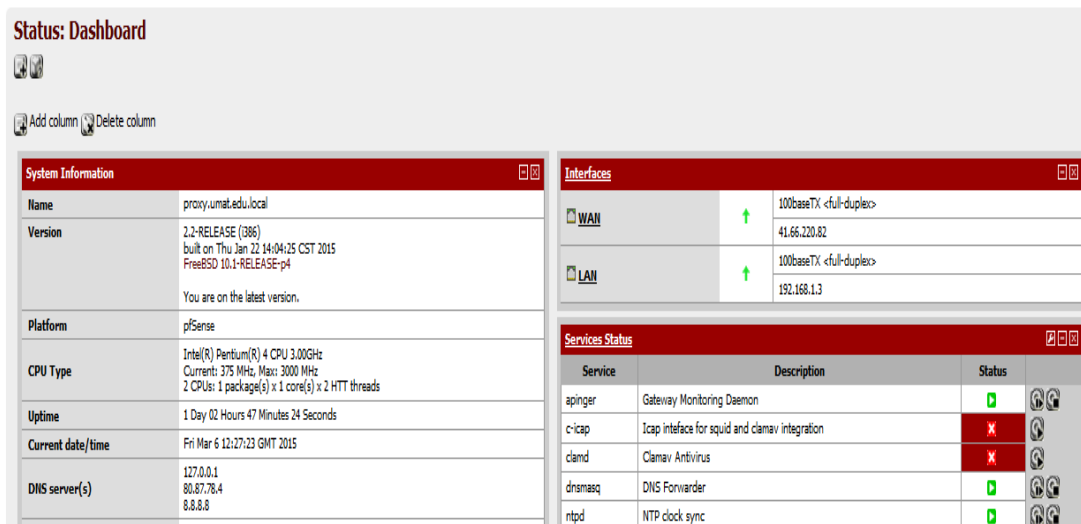 Status: Dashboard
Add column Delete column
System Information
Name proxy.umat.edu.local
Version 2.2-RELEASE (i386)
built on Thu Jan 22 14:04:25 CST 2015
FreeBSD 10.1-RELEASE-p4
You are on the latest version.
Platform pfSense
CPU Type Intel(R) Pentium(R) 4 CPU 3.00GHz
Current: 375 MHz, Max: 3000 MHz
2 CPUs: 1 package(s) x 1 core(s) x 2 HTT threads
Uptime 1 Day 02 Hours 47 Minutes 24 Seconds
Current date/time Fri Mar 6 12:27:23 GMT 2015
DNS server(s) 127.0.0.1
80.87.78.4
8.8.8.8
Interfaces
WAN 100baseTX <full-duplex>
41.66.220.82
LAN 100baseTX <full-duplex>
192.168.1.3
Services Status
Service Description Status
apinger Gateway Monitoring Daemon
c-icap Icap inteface for squid and clamav integration
clamd Clamav Antivirus
dnsmasq DNS Forwarder
ntpd NTP clock sync